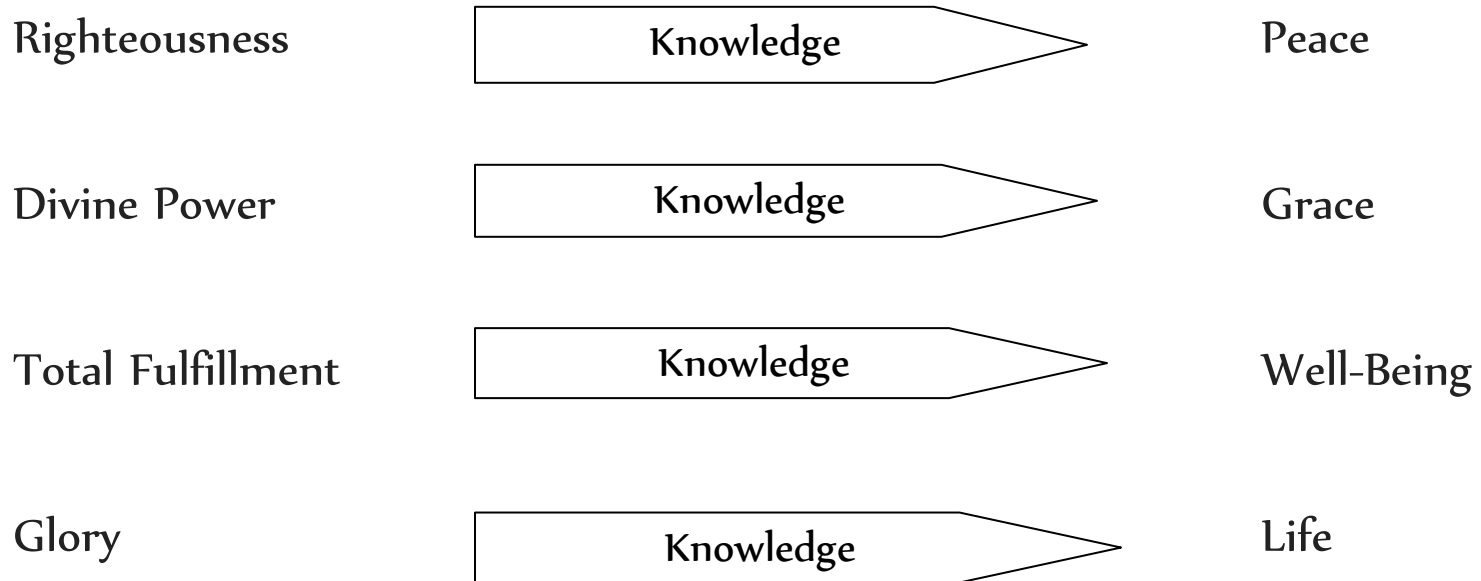 Righteousness Knowledge Peace
Divine Power Knowledge Grace
Total Fulfillment Knowledge Well-Being
Glory Knowledge Life